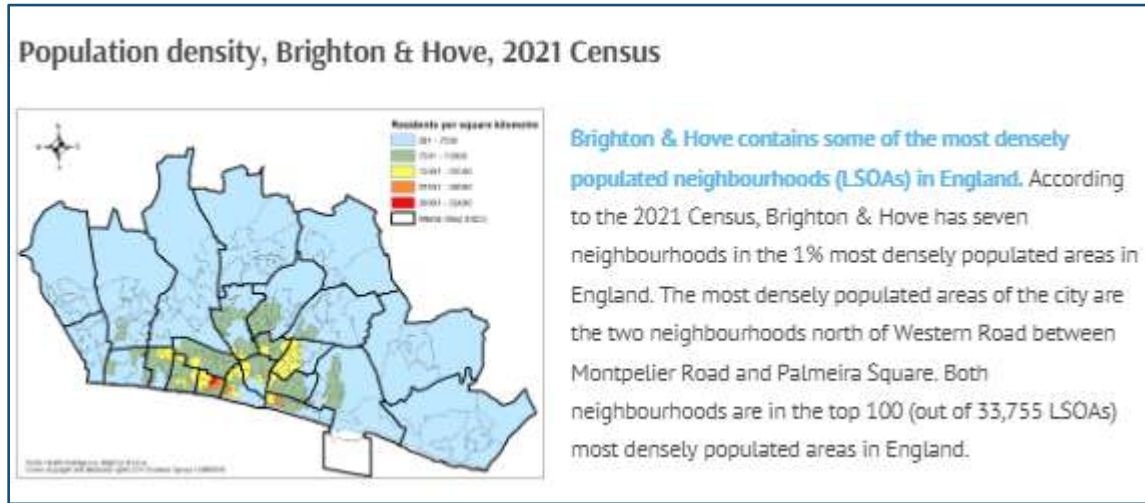 Population density, Brighton & Hove, 2021 Census
Residents per square kilometre
Brighton & Hove contains some of the most densely
populated neighbourhoods (LSOAs) in England. According
to the 2021 Census, Brighton & Hove has seven
neighbourhoods in the 1% most densely populated areas in
England. The most densely populated areas of the city are
the two neighbourhoods north of Western Road between
Montpelier Road and Palmeira Square. Both
neighbourhoods are in the top 100 (out of 33,755 LSOAs)
most densely populated areas in England.